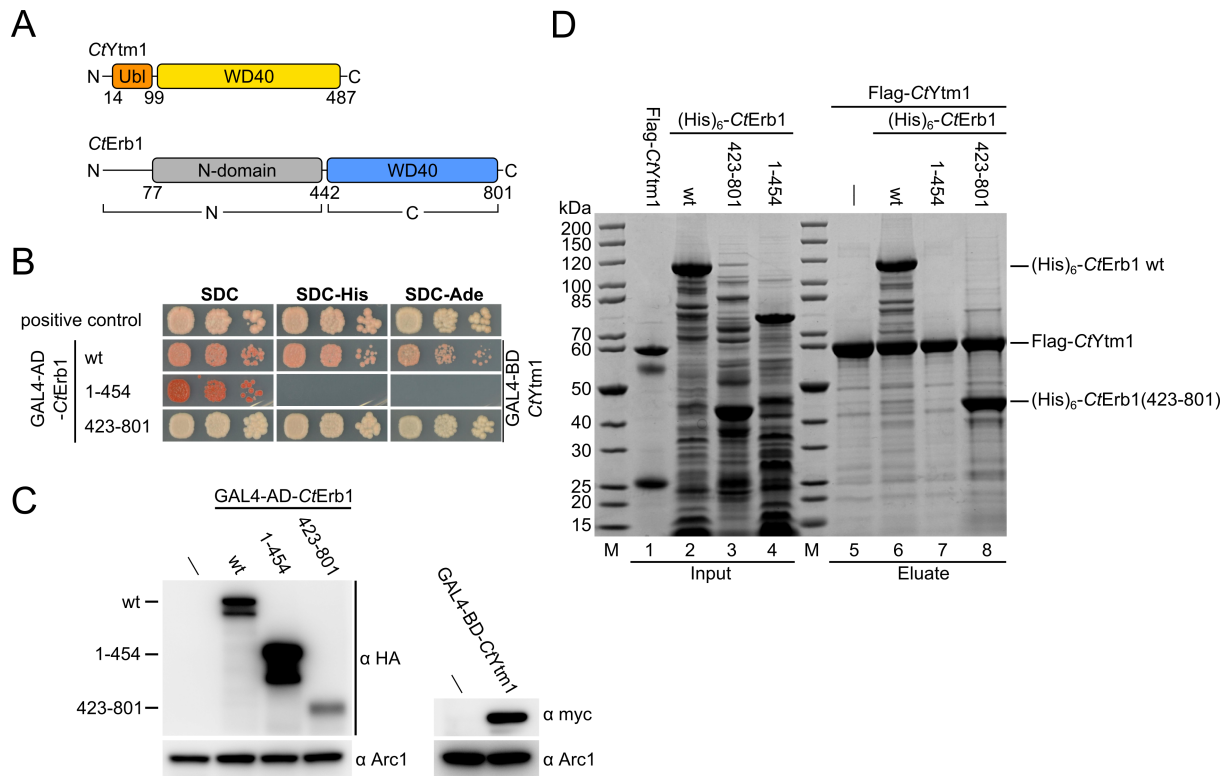 A
CtYtm1
N Ubl WD40 C
14 99 487
CtErb1
N N-domain WD40 C
77 442 801
N C
B
SDC SDC-His SDC-Ade
positive control
GAL4-AD
-CtErb1
wt
1-454
423-801
GAL4-BD
CtYtm1
C
GAL4-AD-CtErb1
— wt 1-454 423-801
wt
1-454
423-801
α HA
α Arc1
— GAL4-BD-CtYtm1
α myc
α Arc1
D
Flag-CtYtm1
(His)6-CtErb1
wt 423-801 1-454
Flag-CtYtm1
(His)6-CtErb1
— wt 1-454 423-801
kDa
200
150
120
100
85
70
60
50
40
30
25
20
15
(His)6-CtErb1 wt
Flag-CtYtm1
(His)6-CtErb1(423-801)
M 1 2 3 4 M 5 6 7 8
Input Eluate